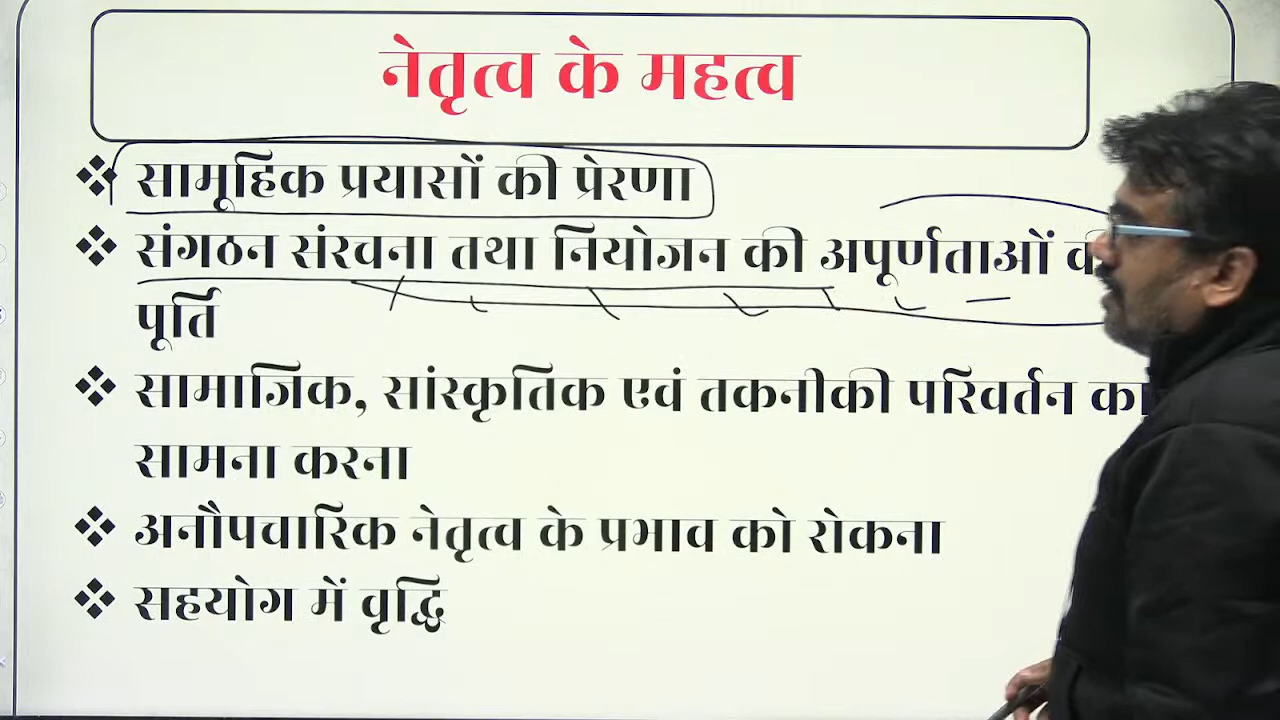 नेतृत्व के महत्व
❖ सामूहिक प्रयासों की प्रेरणा
❖ संगठन संरचना तथा नियोजन की अपूर्णताओं
पूर्ति
❖ सामाजिक, सांस्कृतिक एवं तकनीकी परिवर्तन का
सामना करना
❖ अनौपचारिक नेतृत्व के प्रभाव को रोकना
❖ सहयोग में वृद्धि